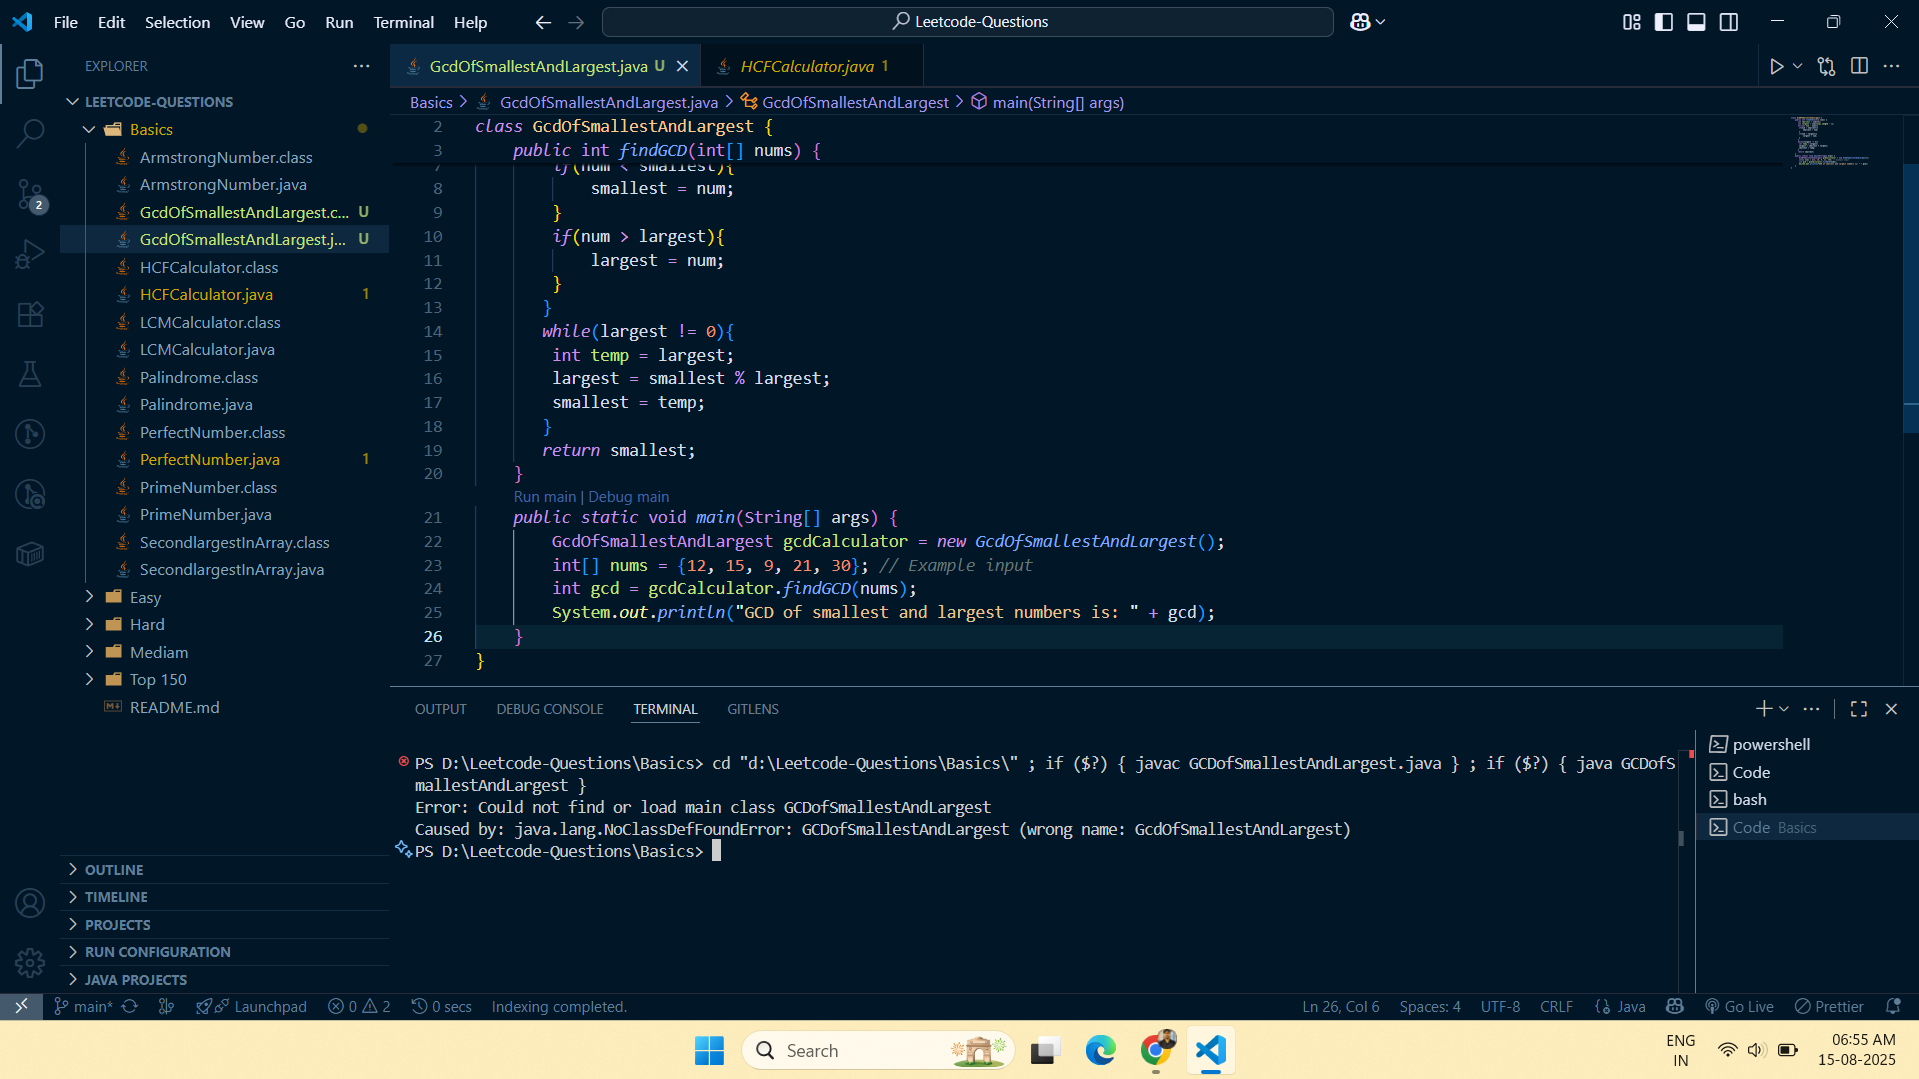 File Edit Selection View Go Run Terminal Help
Leetcode-Questions
EXPLORER
LEETCODE-QUESTIONS
Basics
ArmstrongNumber.class
ArmstrongNumber.java
GcdOfSmallestAndLargest.c... U
GcdOfSmallestAndLargest.j... U
HCFCalculator.class
HCFCalculator.java 1
LCMCalculator.class
LCMCalculator.java
Palindrome.class
Palindrome.java
PerfectNumber.class
PerfectNumber.java 1
PrimeNumber.class
PrimeNumber.java
SecondlargestInArray.class
SecondlargestInArray.java
Easy
Hard
Mediam
Top 150
README.md
OUTLINE
TIMELINE
PROJECTS
RUN CONFIGURATION
JAVA PROJECTS
2
GcdOfSmallestAndLargest.java U
HCFCalculator.java 1
Basics > GcdOfSmallestAndLargest.java > GcdOfSmallestAndLargest > main(String[] args)
2 class GcdOfSmallestAndLargest {
3 public int findGCD(int[] nums) {
7 if(num < smallest){
8 smallest = num;
9 }
10 if(num > largest){
11 largest = num;
12 }
13 }
14 while(largest != 0){
15 int temp = largest;
16 largest = smallest % largest;
17 smallest = temp;
18 }
19 return smallest;
20 }
Run main | Debug main
21 public static void main(String[] args) {
22 GcdOfSmallestAndLargest gcdCalculator = new GcdOfSmallestAndLargest();
23 int[] nums = {12, 15, 9, 21, 30}; // Example input
24 int gcd = gcdCalculator.findGCD(nums);
25 System.out.println("GCD of smallest and largest numbers is: " + gcd);
26 }
27 }
OUTPUT DEBUG CONSOLE TERMINAL GITLENS
PS D:\Leetcode-Questions\Basics> cd "d:\Leetcode-Questions\Basics\" ; if ($?) { javac GCDofSmallestAndLargest.java } ; if ($?) { java GCDofS
mallestAndLargest }
Error: Could not find or load main class GCDofSmallestAndLargest
Caused by: java.lang.NoClassDefFoundError: GCDofSmallestAndLargest (wrong name: GcdOfSmallestAndLargest)
PS D:\Leetcode-Questions\Basics>
powershell
Code
bash
Code Basics
main* Launchpad 0 2 0 secs Indexing completed.
Ln 26, Col 6 Spaces: 4 UTF-8 CRLF {} Java Go Live Prettier
Search
ENG
IN
06:55 AM
15-08-2025